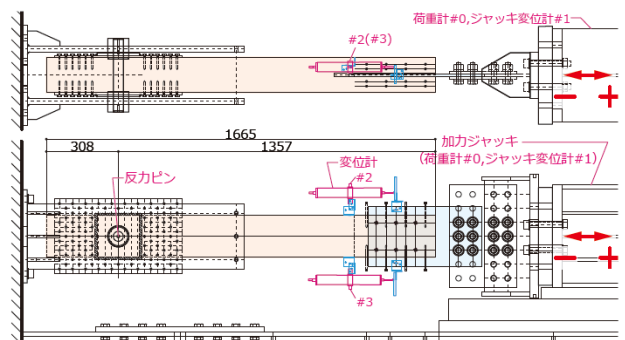 荷重計#0,ジャッキ変位計#1
#2(#3)
1665
308
1357
加力ジャッキ
(荷重計#0,ジャッキ変位計#1)
変位計
#2
反力ピン
#3